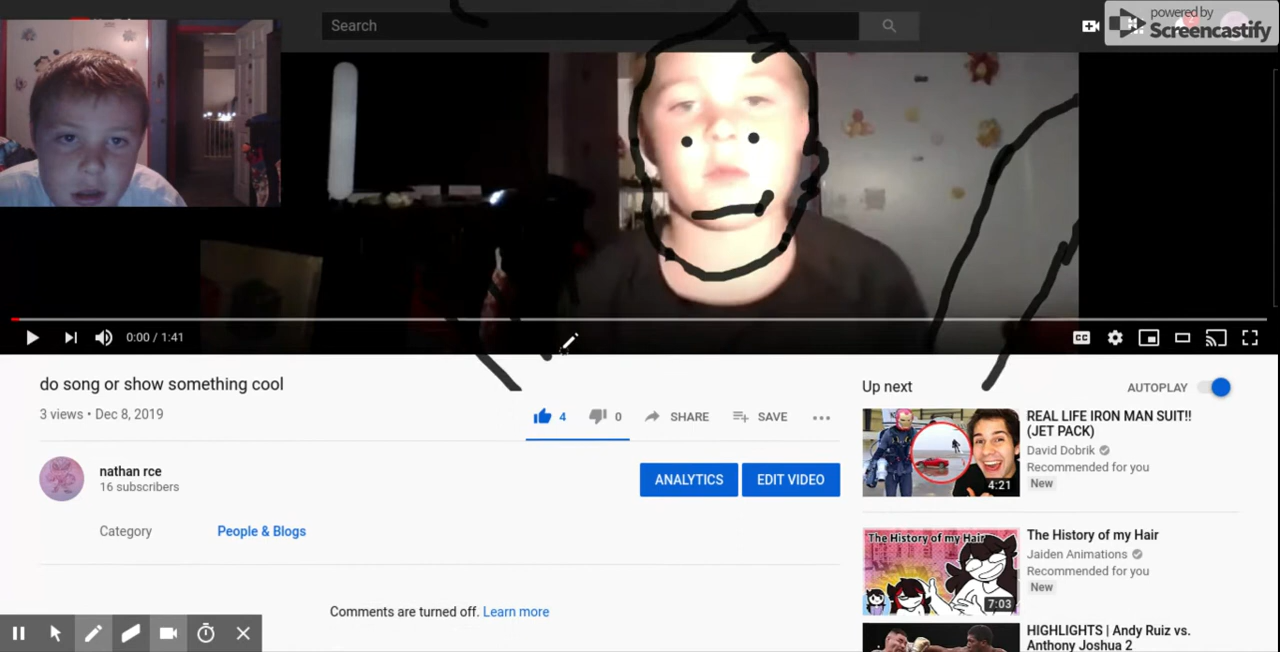 Search
powered by
Screencastify
0:00 / 1:41
CC
do song or show something cool
3 views • Dec 8, 2019
4
0
SHARE
SAVE
nathan rce
16 subscribers
ANALYTICS
EDIT VIDEO
Category
People & Blogs
Comments are turned off. Learn more
Up next
AUTOPLAY
4:21
REAL LIFE IRON MAN SUIT!!
(JET PACK)
David Dobrik
Recommended for you
New
The History of my Hair
7:03
The History of my Hair
Jaiden Animations
Recommended for you
New
HIGHLIGHTS | Andy Ruiz vs.
Anthony Joshua 2